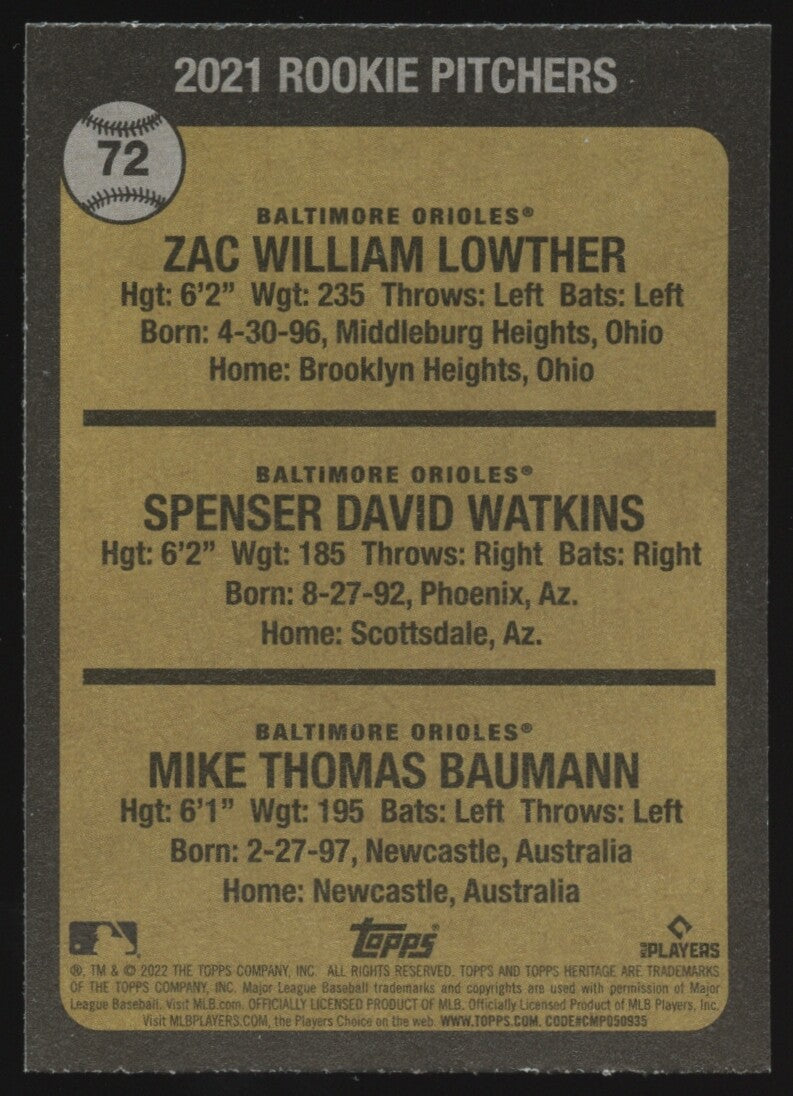 2021 ROOKIE PITCHERS
72
BALTIMORE ORIOLES®
ZAC WILLIAM LOWTHER
Hgt: 6'2” Wgt: 235 Throws: Left Bats: Left
Born: 4-30-96, Middleburg Heights, Ohio
Home: Brooklyn Heights, Ohio
BALTIMORE ORIOLES®
SPENSER DAVID WATKINS
Hgt: 6'2” Wgt: 185 Throws: Right Bats: Right
Born: 8-27-92, Phoenix, Az.
Home: Scottsdale, Az.
BALTIMORE ORIOLES®
MIKE THOMAS BAUMANN
Hgt: 6'1” Wgt: 195 Bats: Left Throws: Left
Born: 2-27-97, Newcastle, Australia
Home: Newcastle, Australia
topps®
MLB PLAYERS
®, TM & © 2022 THE TOPPS COMPANY, INC. ALL RIGHTS RESERVED. TOPPS AND TOPPS HERITAGE ARE TRADEMARKS
OF THE TOPPS COMPANY, INC. Major League Baseball trademarks and copyrights are used with permission of Major
League Baseball. Visit MLB.com. OFFICIALLY LICENSED PRODUCT OF MLB. Officially Licensed Product of MLB Players, Inc.
Visit MLBPLAYERS.COM, the Players Choice on the web. WWW.TOPPS.COM. CODE#CMP050935